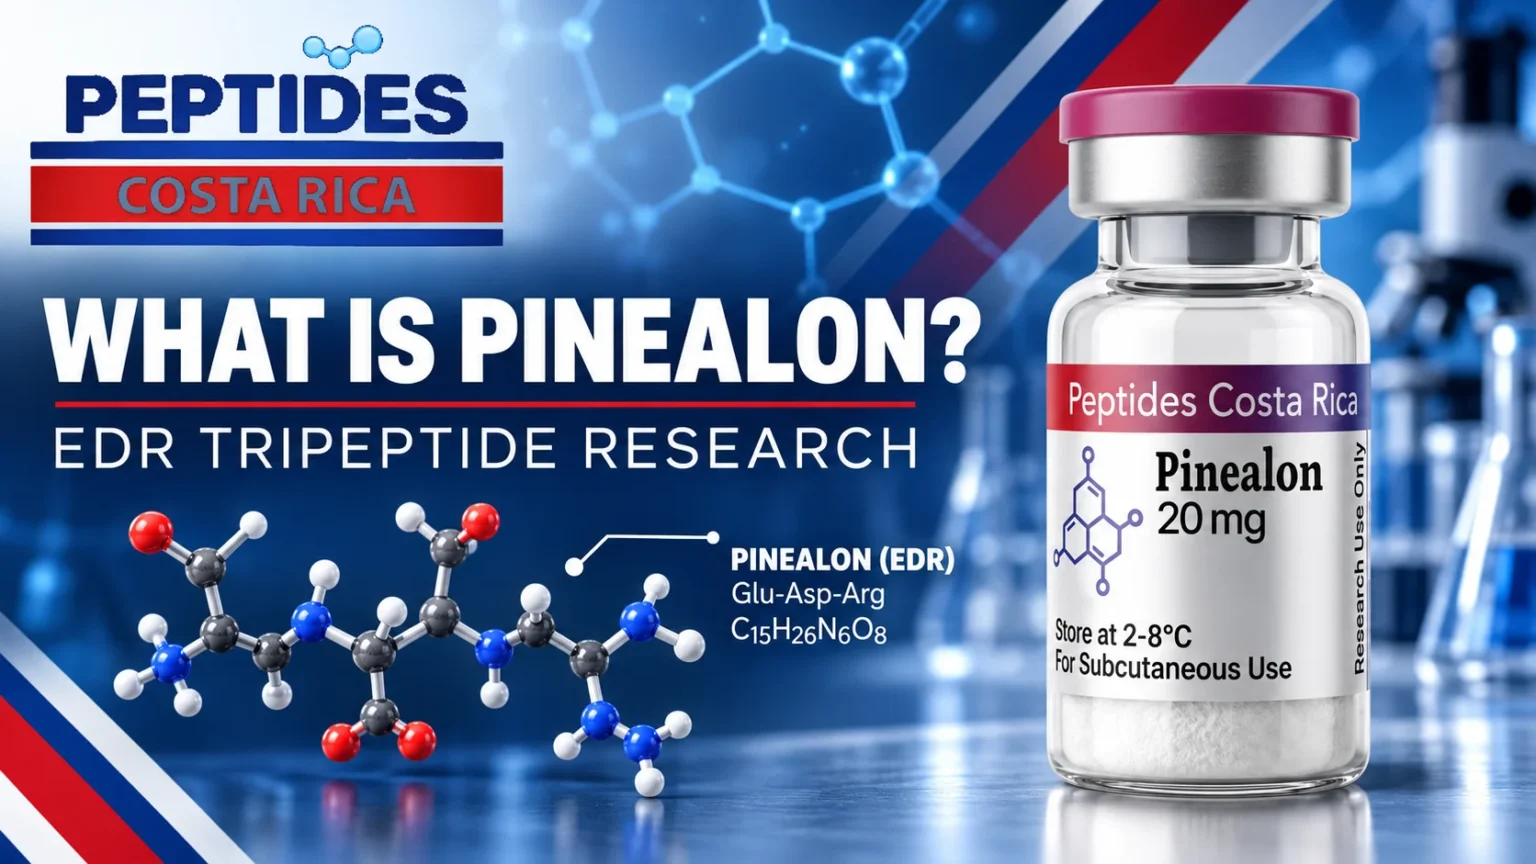 PEPTIDES
COSTA RICA
WHAT IS PINEALON?
EDR TRIPEPTIDE RESEARCH
PINEALON (EDR)
Glu-Asp-Arg
C₁₅H₂₆N₆O₈
Peptides Costa Rica
Pinealon
20 mg
Store at 2-8°C
For Subcutaneous Use
Research Use Only